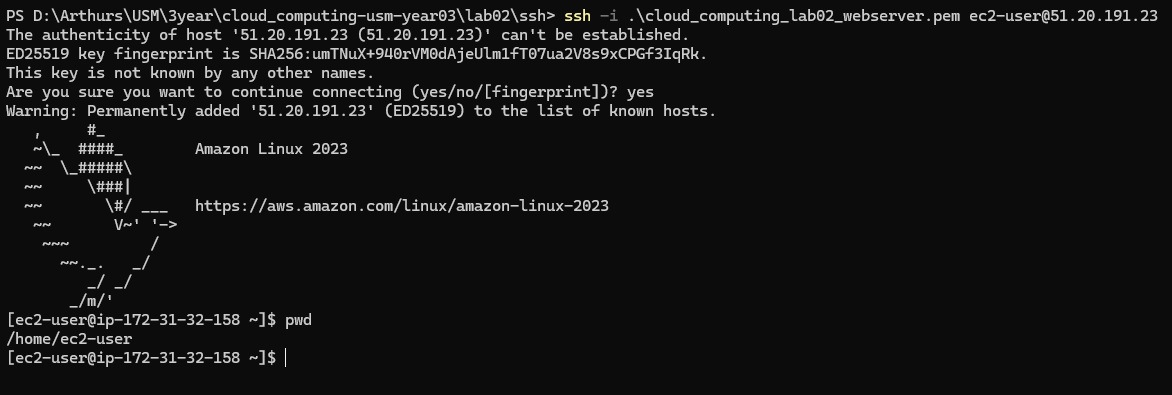 PS D:\Arthurs\USM\3year\cloud_computing-usm-year03\lab02\ssh> ssh -i .\cloud_computing_lab02_webserver.pem ec2-user@51.20.191.23
The authenticity of host '51.20.191.23 (51.20.191.23)' can't be established.
ED25519 key fingerprint is SHA256:umTNuX+940rVM0dAjeUlm1fT07ua2V8s9xCPGf3IqRk.
This key is not known by any other names.
Are you sure you want to continue connecting (yes/no/[fingerprint])? yes
Warning: Permanently added '51.20.191.23' (ED25519) to the list of known hosts.
   ,     #_
   ~\_  ####_        Amazon Linux 2023
  ~~  \_#####\
  ~~     \###|
  ~~       \#/ ___   https://aws.amazon.com/linux/amazon-linux-2023
   ~~       V~' '->
    ~~~         /
      ~~._.   _/
         _/ _/
       _/m/'
[ec2-user@ip-172-31-32-158 ~]$ pwd
/home/ec2-user
[ec2-user@ip-172-31-32-158 ~]$